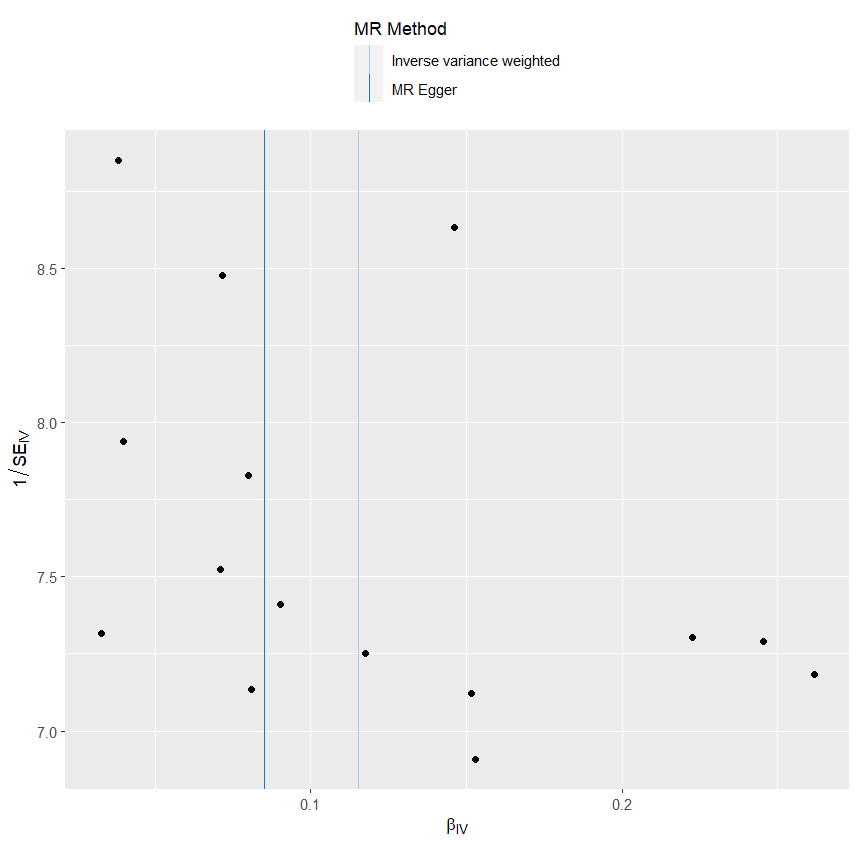 MR Method
Inverse variance weighted
MR Egger
8.5
8.0
7.5
7.0
1/SEIV
0.1
0.2
βIV